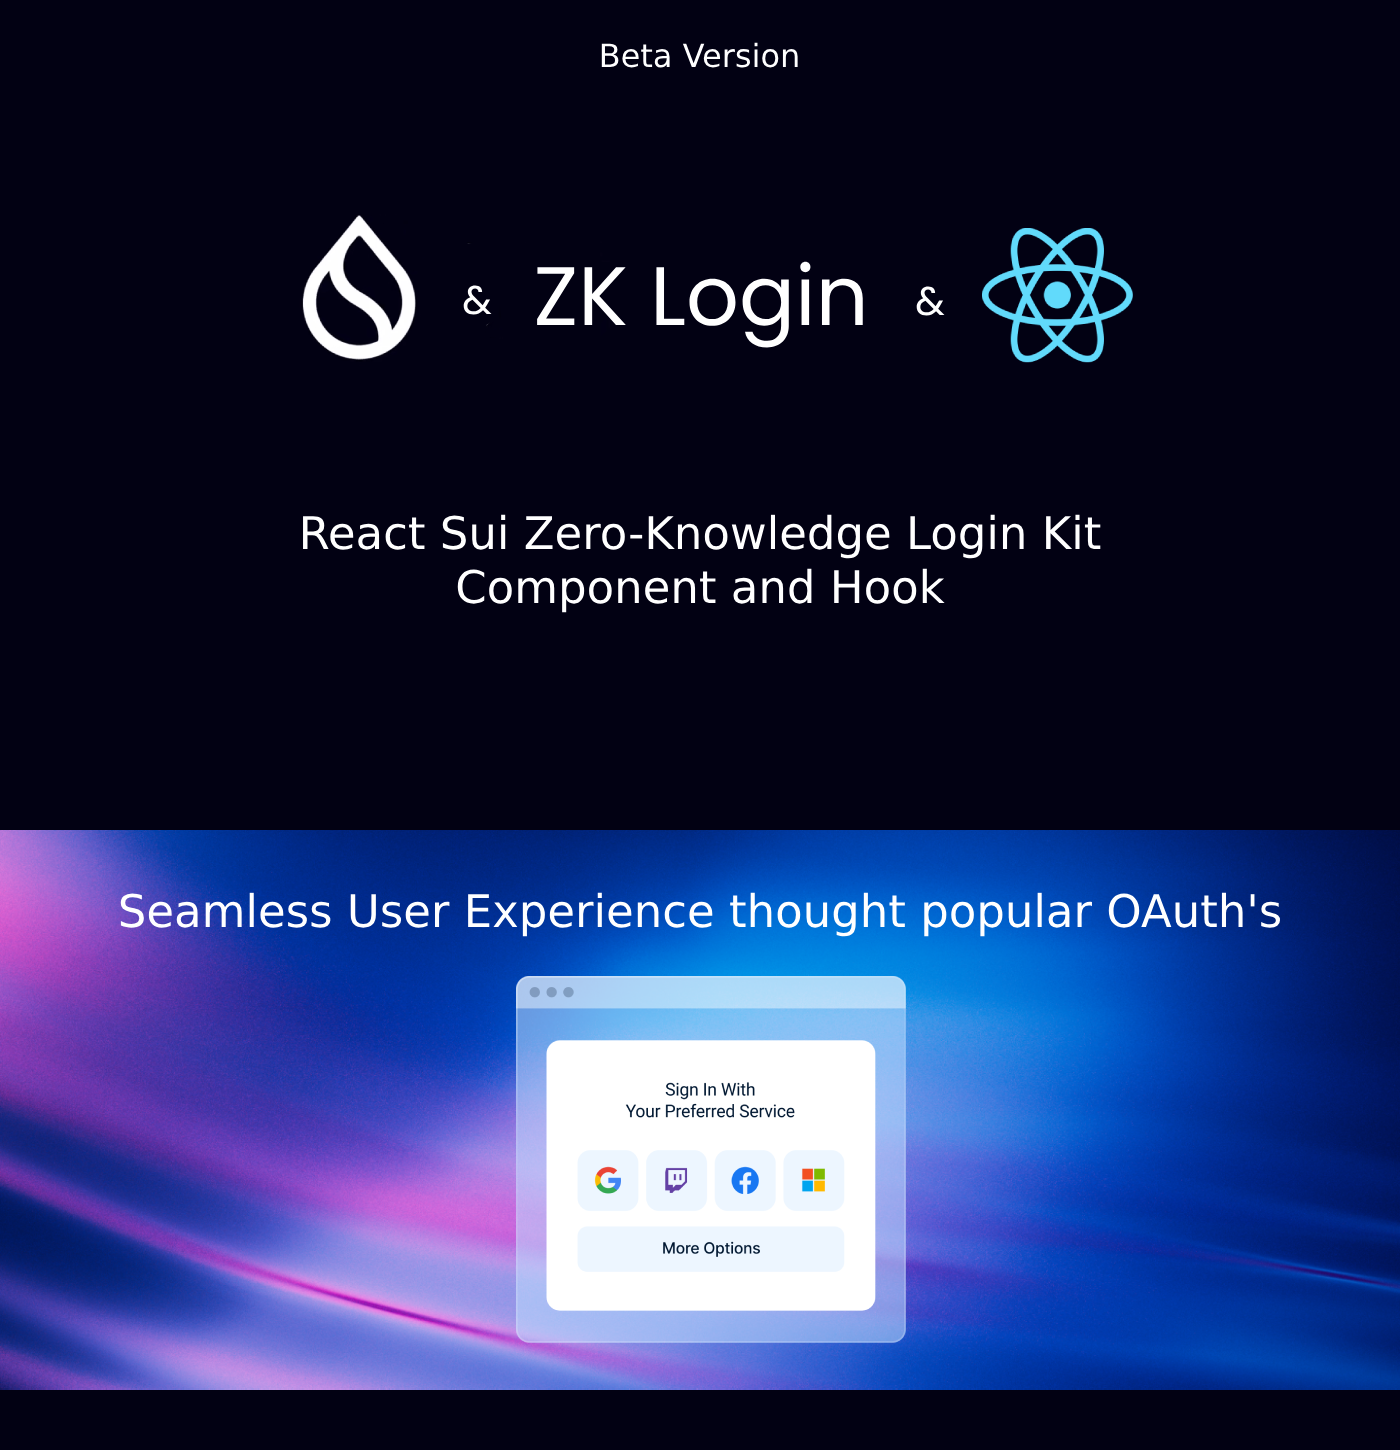 Beta Version
& ZK Login &
React Sui Zero-Knowledge Login Kit
Component and Hook
Seamless User Experience thought popular OAuth's
Sign In With
Your Preferred Service
More Options